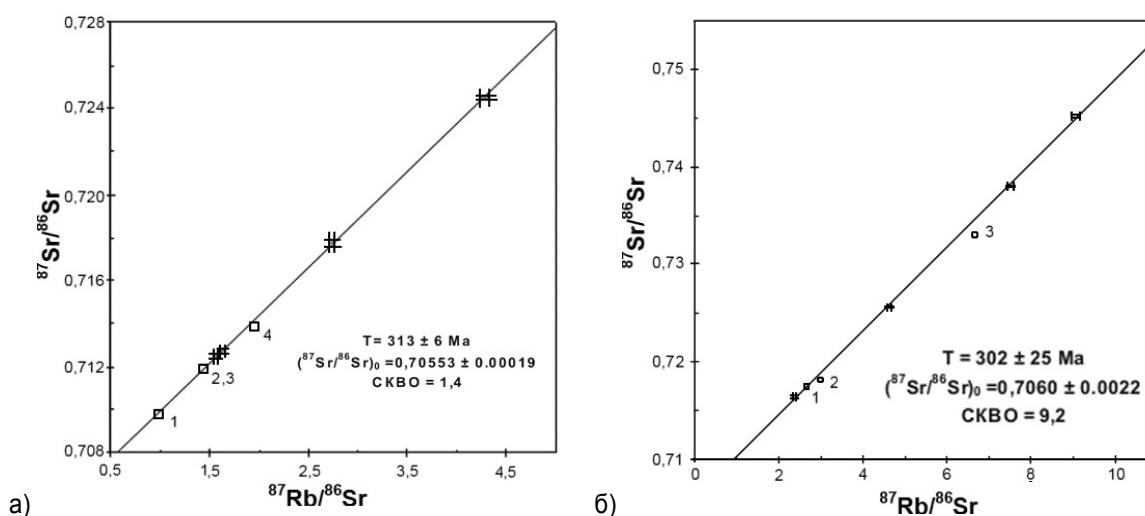 0,728
0,724
0,720
0,716
0,712
0,708
⁸⁷Sr/⁸⁶Sr
0,5
1,5
2,5
3,5
4,5
⁸⁷Rb/⁸⁶Sr
1
2,3
4
T= 313 ± 6 Ma
(⁸⁷Sr/⁸⁶Sr)₀ =0,70553 ± 0.00019
СКВО = 1,4
а)
0,75
0,74
0,73
0,72
0,71
⁸⁷Sr/⁸⁶Sr
0
2
4
6
8
10
⁸⁷Rb/⁸⁶Sr
1
2
3
T = 302 ± 25 Ma
(⁸⁷Sr/⁸⁶Sr)₀ =0,7060 ± 0.0022
СКВО = 9,2
б)